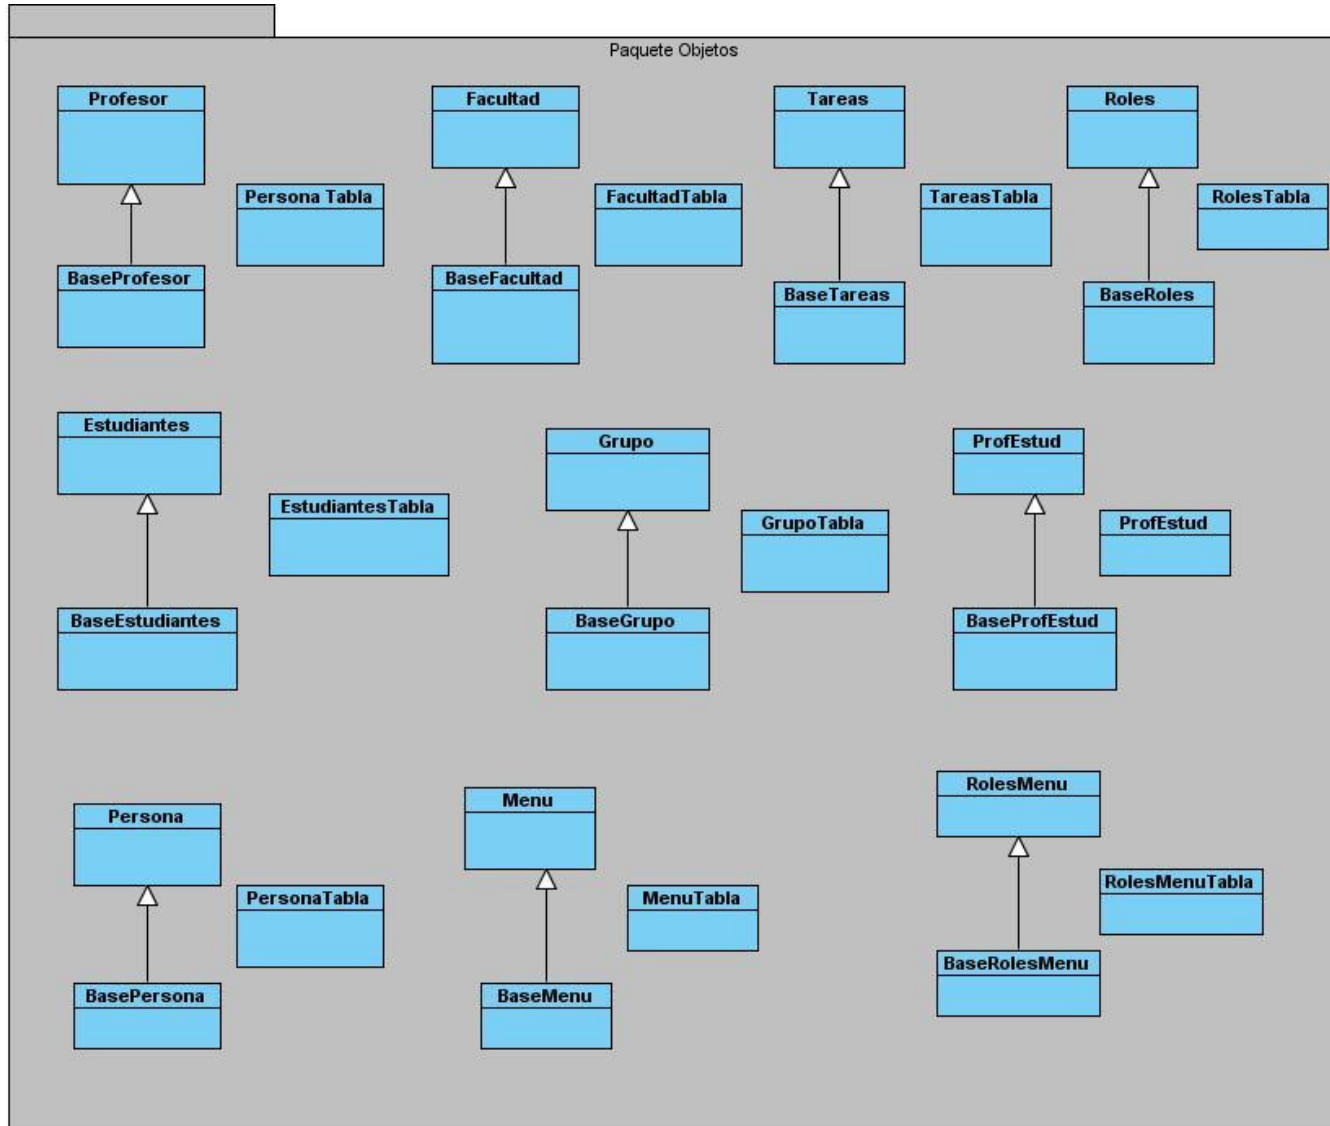 Paquete Objetos
Profesor
Facultad
Tareas
Roles
Persona Tabla
FacultadTabla
TareasTabla
RolesTabla
BaseProfesor
BaseFacultad
BaseTareas
BaseRoles
Estudiantes
Grupo
ProfEstud
EstudiantesTabla
GrupoTabla
ProfEstud
BaseEstudiantes
BaseGrupo
BaseProfEstud
Persona
Menu
RolesMenu
PersonaTabla
MenuTabla
RolesMenuTabla
BasePersona
BaseMenu
BaseRolesMenu